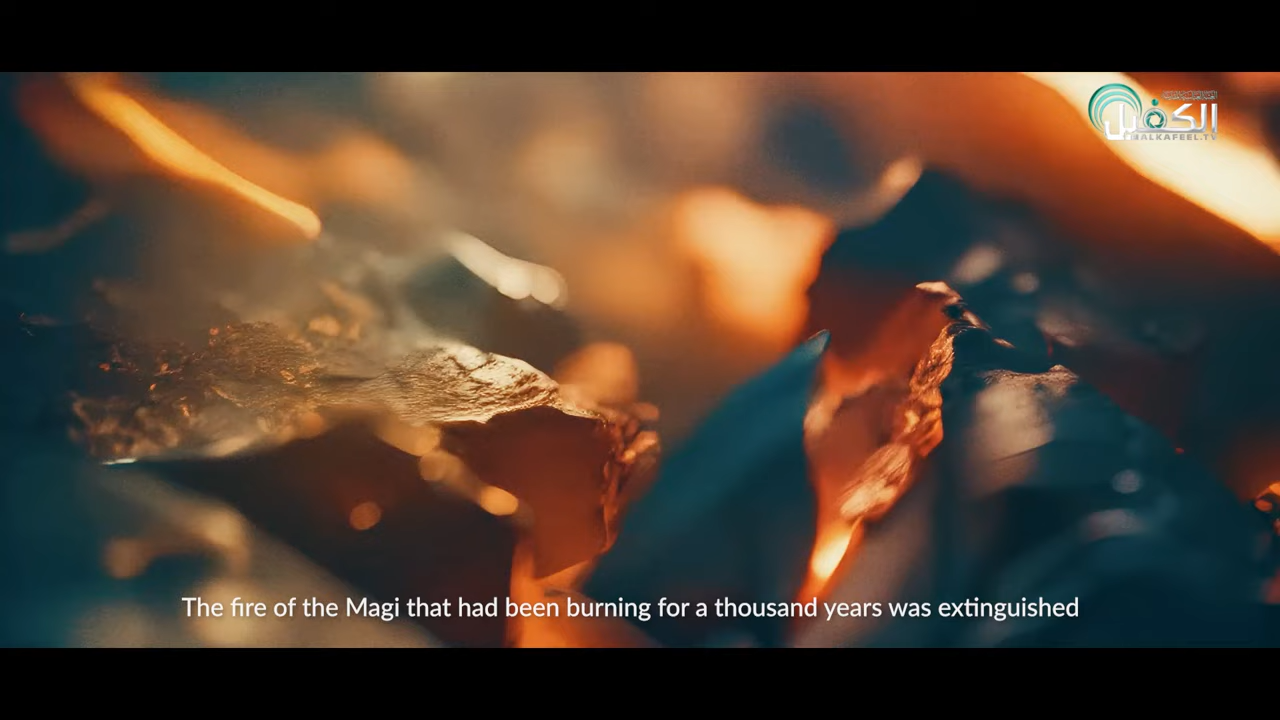 الكفيل
ALKAFEEL.TV
The fire of the Magi that had been burning for a thousand years was extinguished